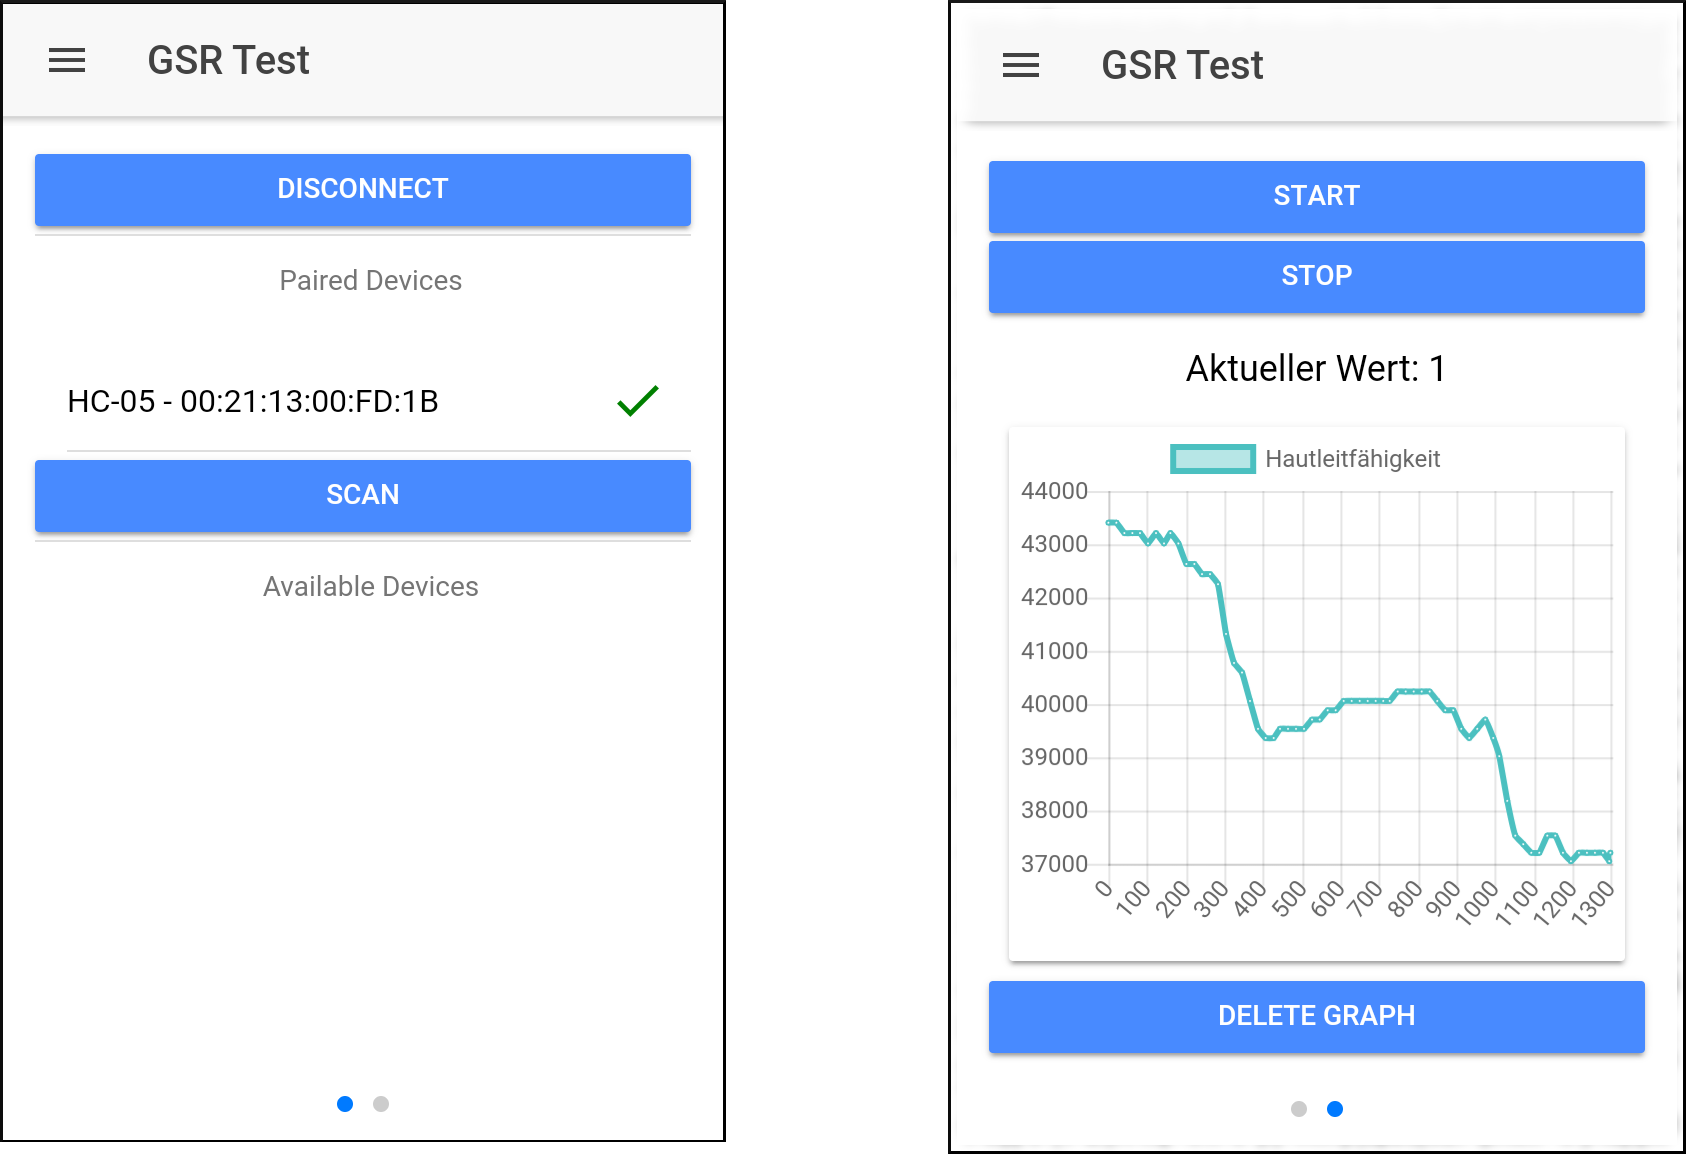 GSR Test
DISCONNECT
Paired Devices
HC-05 - 00:21:13:00:FD:1B
SCAN
Available Devices
GSR Test
START
STOP
Aktueller Wert: 1
Hautleitfähigkeit
44000
43000
42000
41000
40000
39000
38000
37000
0 100 200 300 400 500 600 700 800 900 1000 1100 1200 1300
DELETE GRAPH